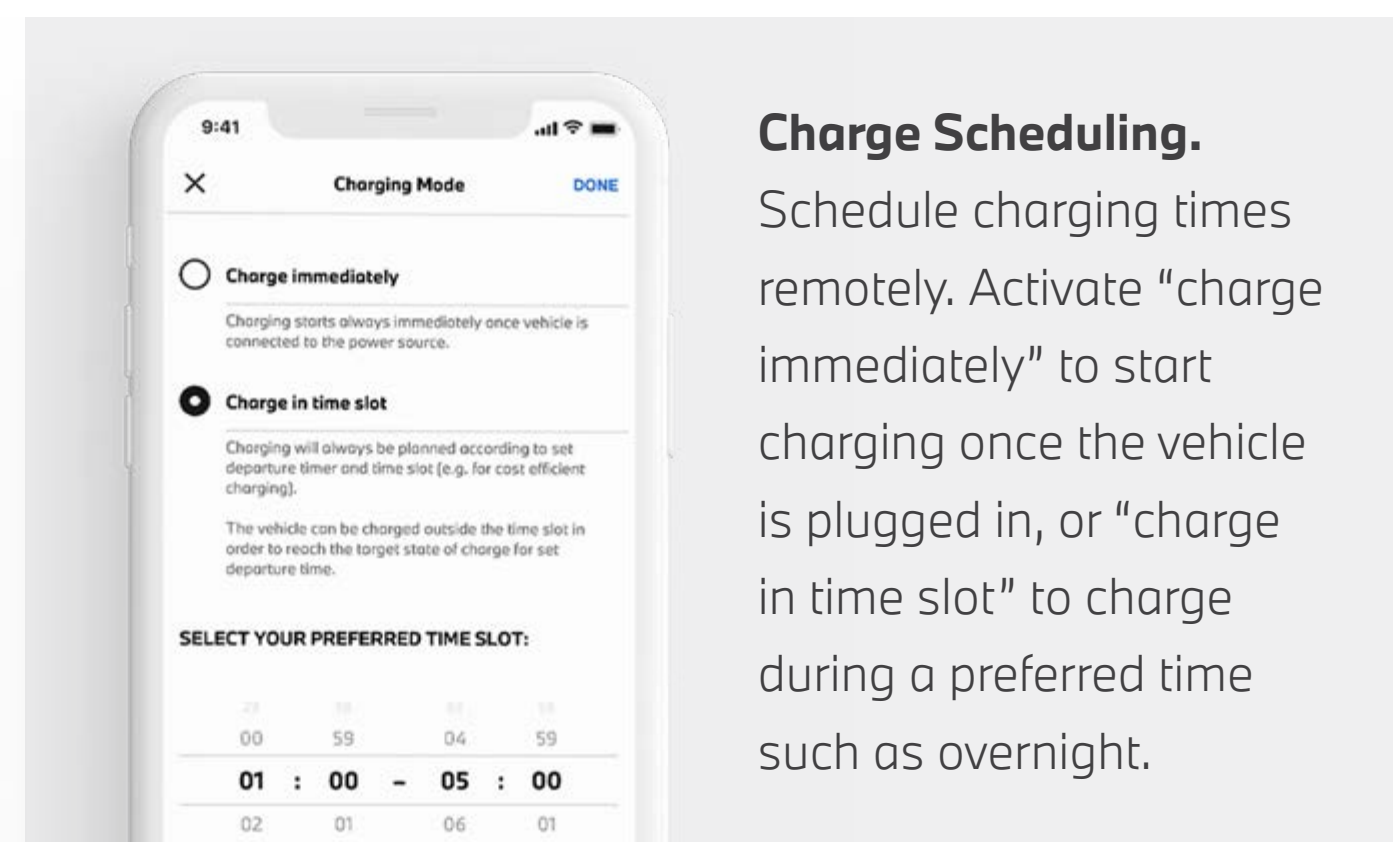 9:41
Charging Mode
DONE
Charge immediately
Charging starts always immediately once vehicle is
connected to the power source.
Charge in time slot
Charging will always be planned according to set
departure timer and time slot (e.g. for cost efficient
charging).
The vehicle can be charged outside the time slot in
order to reach the target state of charge for set
departure time.
SELECT YOUR PREFERRED TIME SLOT:
00 59 04 59
01 : 00 – 05 : 00
02 01 06 01
Charge Scheduling.
Schedule charging times
remotely. Activate “charge
immediately” to start
charging once the vehicle
is plugged in, or “charge
in time slot” to charge
during a preferred time
such as overnight.